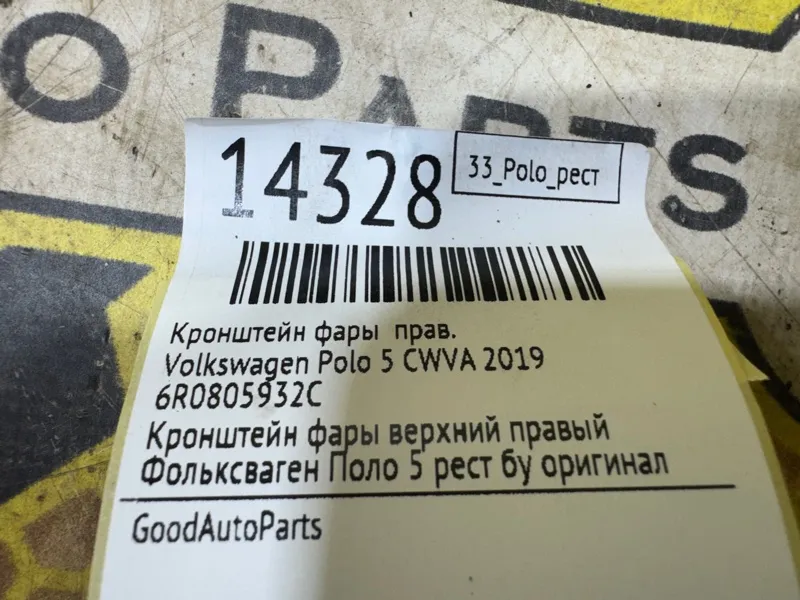 O PARTS
14328
33_Polo_рест
Кронштейн фары прав.
Volkswagen Polo 5 CWVA 2019
6R0805932C
Кронштейн фары верхний правый
Фольксваген Поло 5 рест бу оригинал
GoodAutoParts